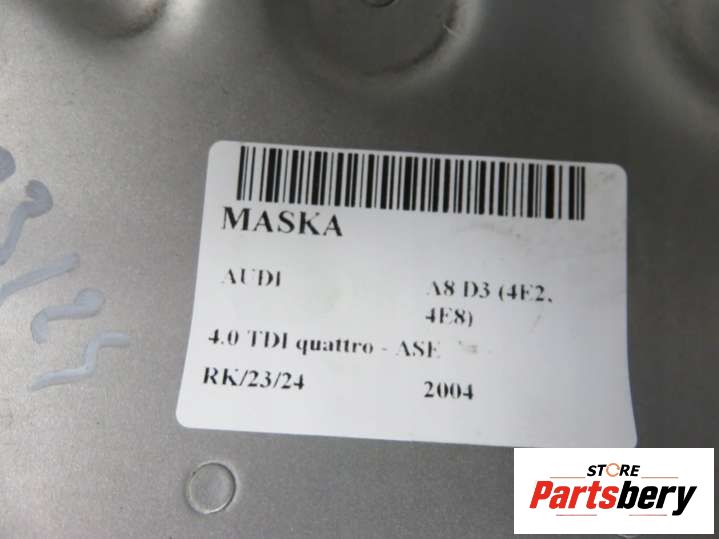 MASKA
AUDI
A8 D3 (4E2,
4E8)
4.0 TDI quattro - ASE
RK/23/24
2004
STORE
Partsbery